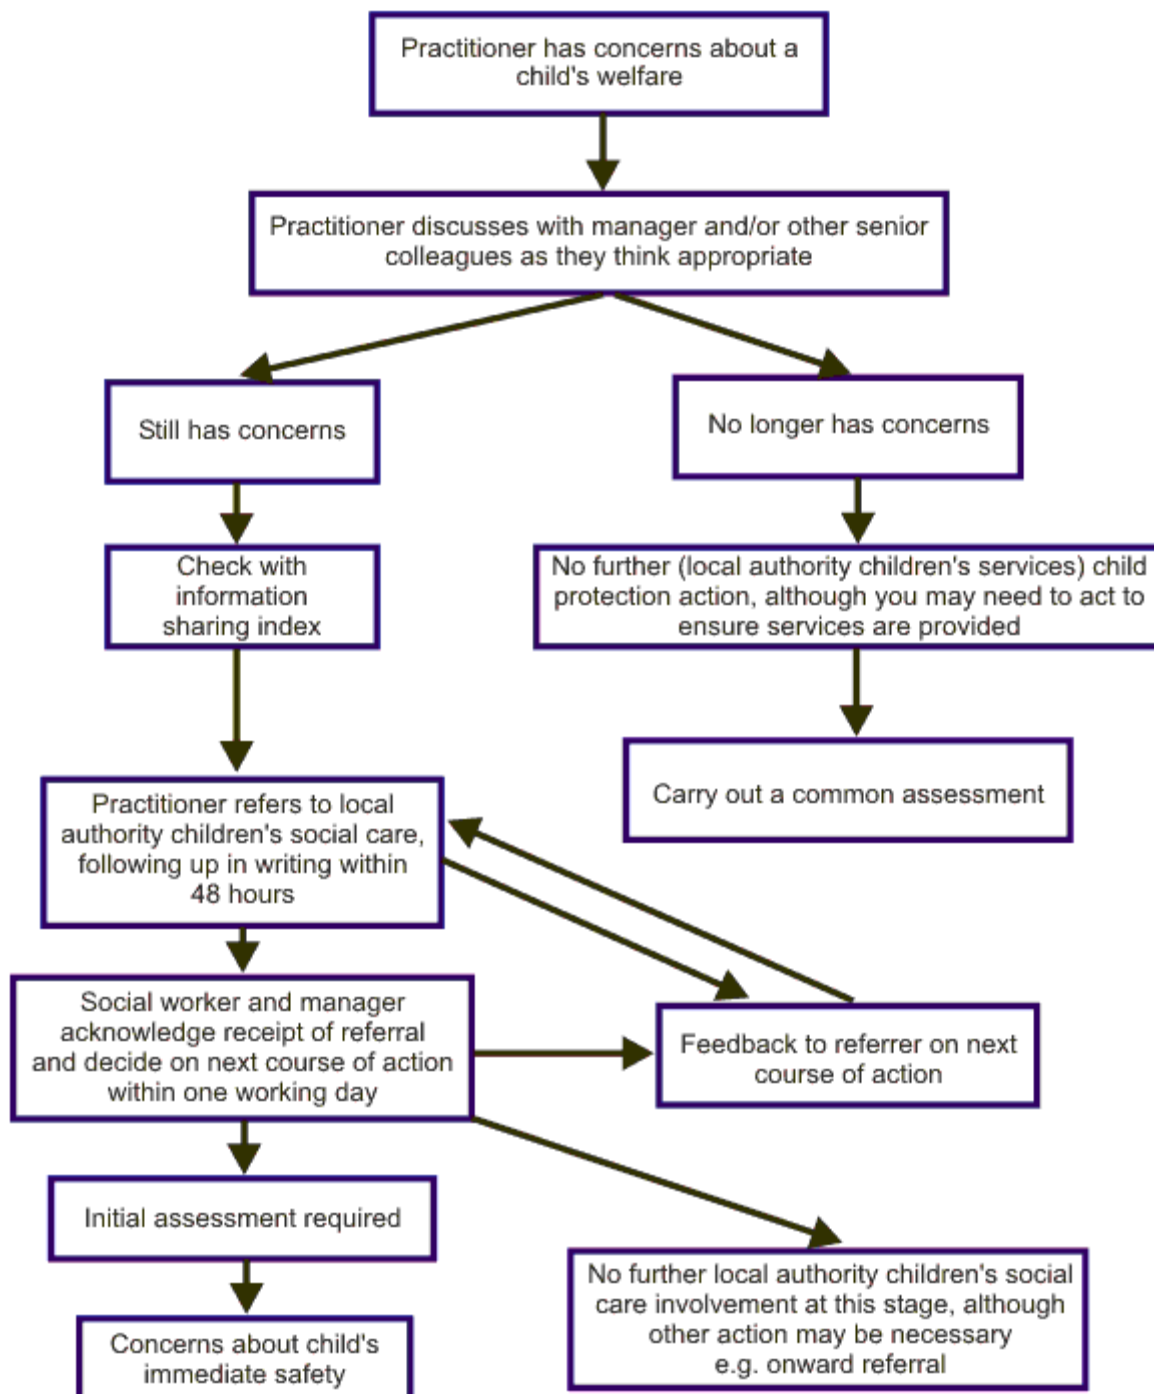 Practitioner has concerns about a
child's welfare
Practitioner discusses with manager and/or other senior
colleagues as they think appropriate
Still has concerns
No longer has concerns
Check with
information
sharing index
No further (local authority children's services) child
protection action, although you may need to act to
ensure services are provided
Carry out a common assessment
Practitioner refers to local
authority children's social care,
following up in writing within
48 hours
Social worker and manager
acknowledge receipt of referral
and decide on next course of action
within one working day
Feedback to referrer on next
course of action
Initial assessment required
No further local authority children's social
care involvement at this stage, although
other action may be necessary
e.g. onward referral
Concerns about child's
immediate safety